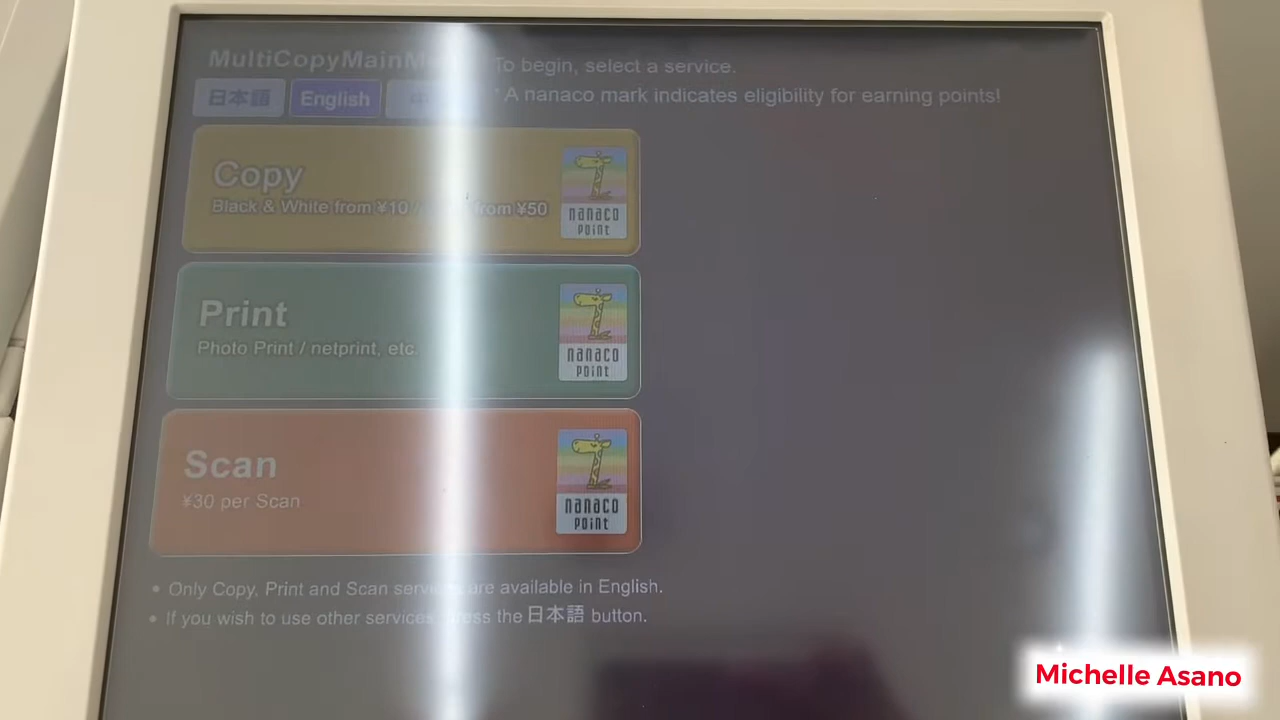 MultiCopyMainM
To begin, select a service.
* A nanaco mark indicates eligibility for earning points!
日本語
English
Copy
Black & White from ¥10 / from ¥50
nanaco
point
Print
Photo Print / netprint, etc.
nanaco
point
Scan
¥30 per Scan
nanaco
point
• Only Copy, Print and Scan services are available in English.
• If you wish to use other services, press the 日本語 button.
Michelle Asano